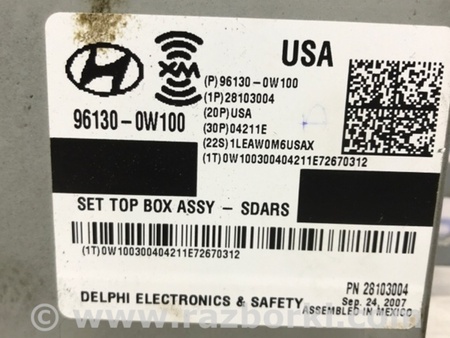 USA
XM
(P)96130-0W100
(1P)28103004
(20P)USA
(30P)04211E
(22S)1LEAW0M6USAX
(1T)0W100300404211E72670312
96130-0W100
SET TOP BOX ASSY - SDARS
(1T)0W100300404211E72670312
PN 28103004
Sep. 24, 2007
DELPHI ELECTRONICS & SAFETY
ASSEMBLED IN MEXICO
www.razborki.com